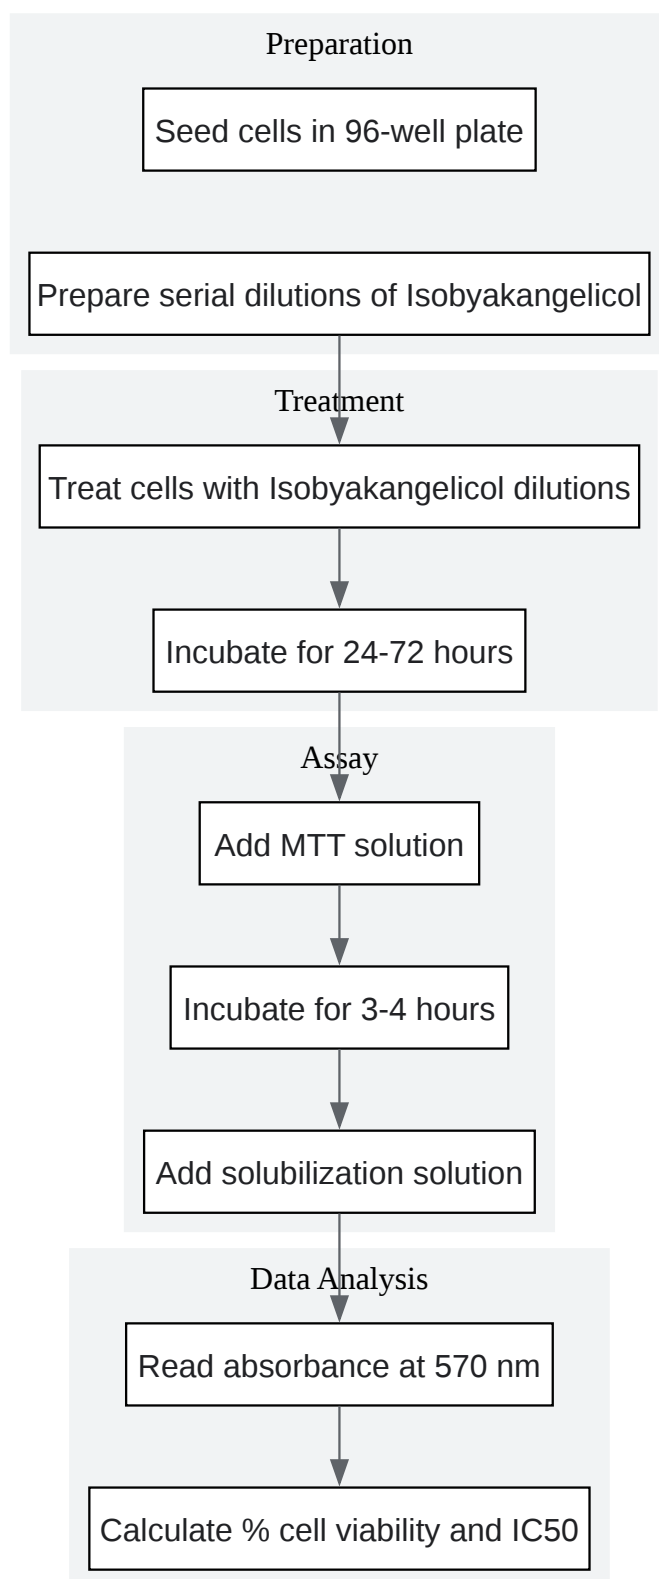 Preparation
Seed cells in 96-well plate
Prepare serial dilutions of Isobyakangelicol
Treatment
Treat cells with Isobyakangelicol dilutions
Incubate for 24-72 hours
Assay
Add MTT solution
Incubate for 3-4 hours
Add solubilization solution
Data Analysis
Read absorbance at 570 nm
Calculate % cell viability and IC50